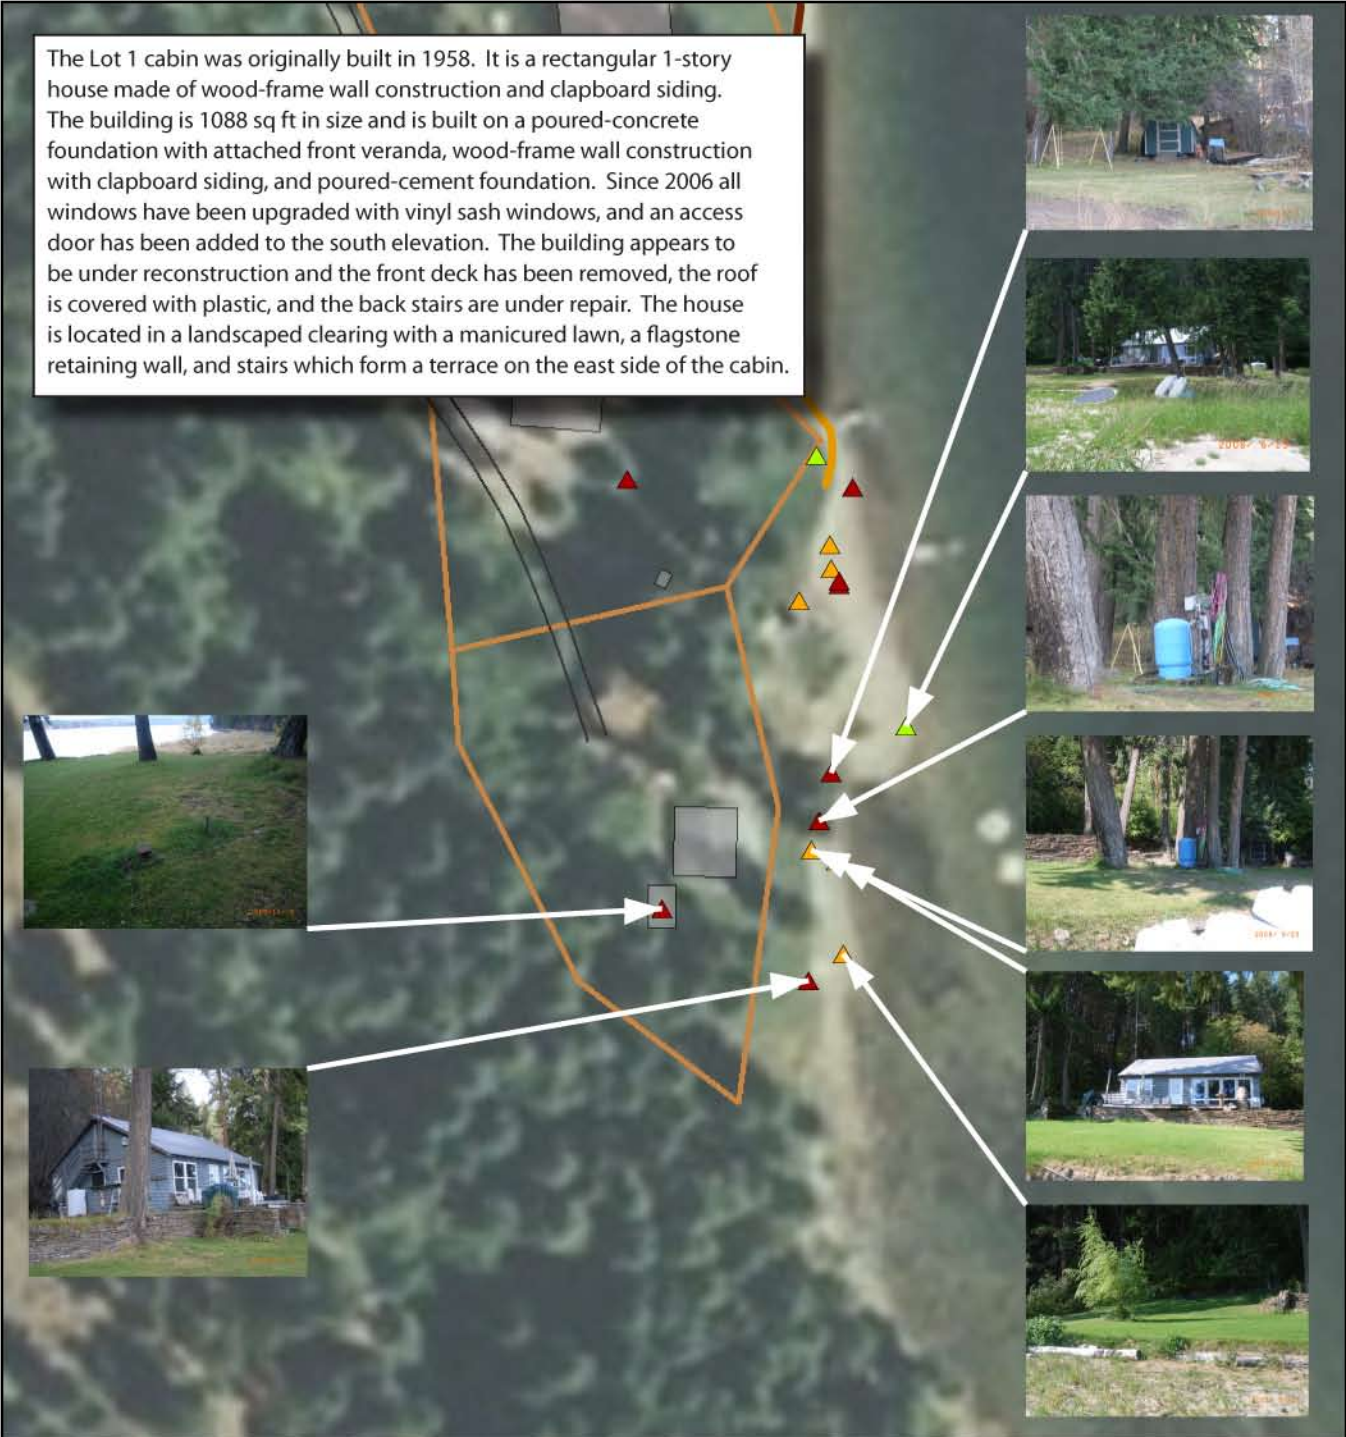 The Lot 1 cabin was originally built in 1958.  It is a rectangular 1-story
house made of wood-frame wall construction and clapboard siding.
The building is 1088 sq ft in size and is built on a poured-concrete
foundation with attached front veranda, wood-frame wall construction
with clapboard siding, and poured-cement foundation.  Since 2006 all
windows have been upgraded with vinyl sash windows, and an access
door has been added to the south elevation.  The building appears to
be under reconstruction and the front deck has been removed, the roof
is covered with plastic, and the back stairs are under repair.  The house
is located in a landscaped clearing with a manicured lawn, a flagstone
retaining wall, and stairs which form a terrace on the east side of the cabin.